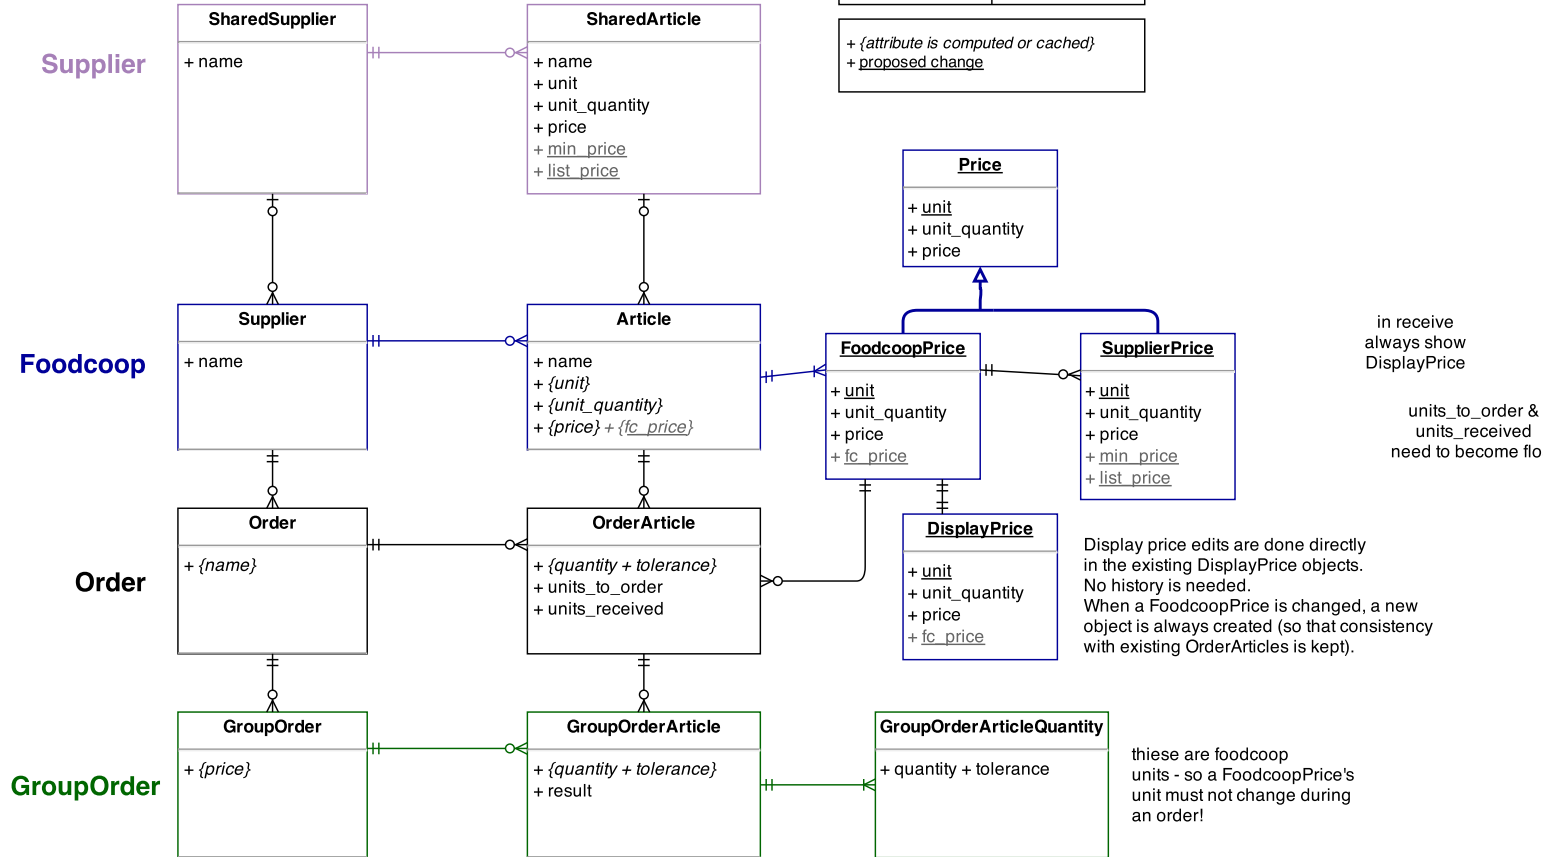 SharedSupplier
+ name
SharedArticle
+ name
+ unit
+ unit_quantity
+ price
+ min_price
+ list_price
+ {attribute is computed or cached}
+ proposed change
Supplier
Price
+ unit
+ unit_quantity
+ price
Foodcoop
Supplier
+ name
Article
+ name
+ {unit}
+ {unit_quantity}
+ {price} + {fc_price}
FoodcoopPrice
+ unit
+ unit_quantity
+ price
+ fc_price
SupplierPrice
+ unit
+ unit_quantity
+ price
+ min_price
+ list_price
in receive
always show
DisplayPrice
units_to_order &
units_received
need to become flo
Order
Order
+ {name}
OrderArticle
+ {quantity + tolerance}
+ units_to_order
+ units_received
DisplayPrice
+ unit
+ unit_quantity
+ price
+ fc_price
Display price edits are done directly
in the existing DisplayPrice objects.
No history is needed.
When a FoodcoopPrice is changed, a new
object is always created (so that consistency
with existing OrderArticles is kept).
GroupOrder
GroupOrder
+ {price}
GroupOrderArticle
+ {quantity + tolerance}
+ result
GroupOrderArticleQuantity
+ quantity + tolerance
thiese are foodcoop
units - so a FoodcoopPrice's
unit must not change during
an order!